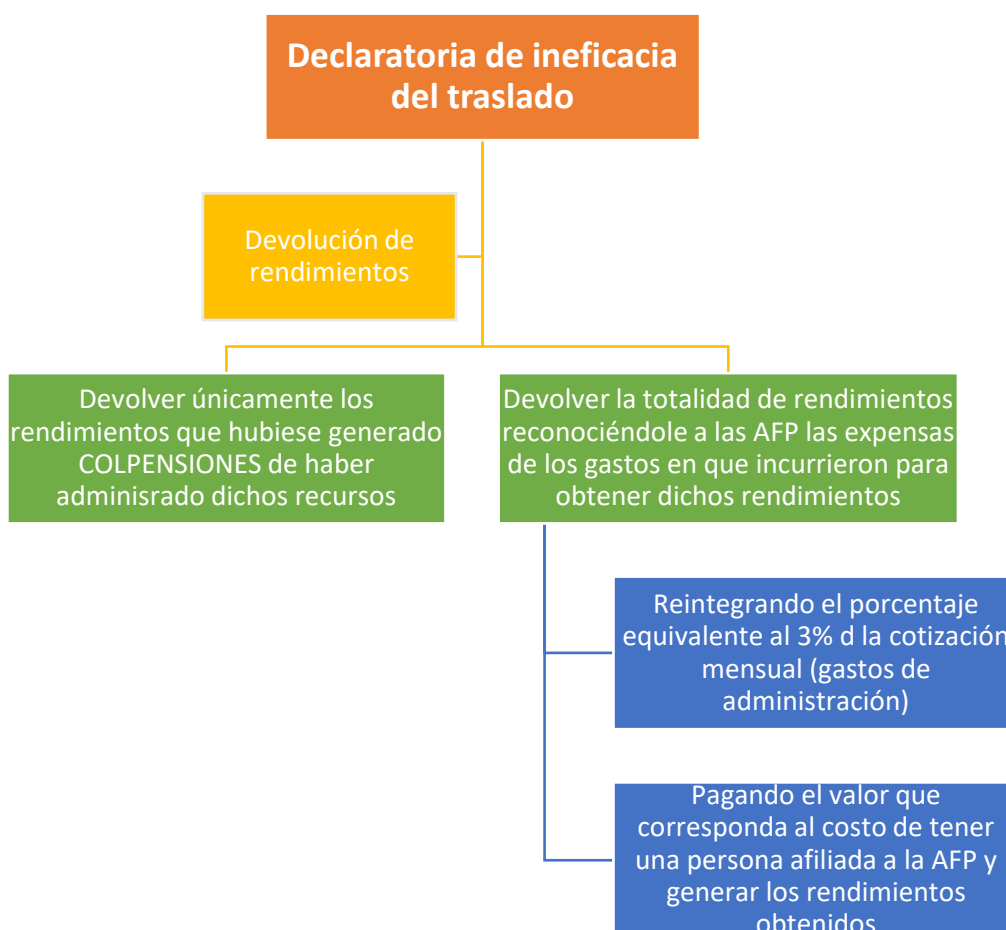 Declaratoria de ineficacia
del traslado
Devolución de
rendimientos
Devolver únicamente los
rendimientos que hubiese generado
COLPENSIONES de haber
adminisrado dichos recursos
Devolver la totalidad de rendimientos
reconociéndole a las AFP las expensas
de los gastos en que incurrieron para
obtener dichos rendimientos
Reintegrando el porcentaje
equivalente al 3% d la cotización
mensual (gastos de
administración)
Pagando el valor que
corresponda al costo de tener
una persona afiliada a la AFP y
generar los rendimientos
obtenidos